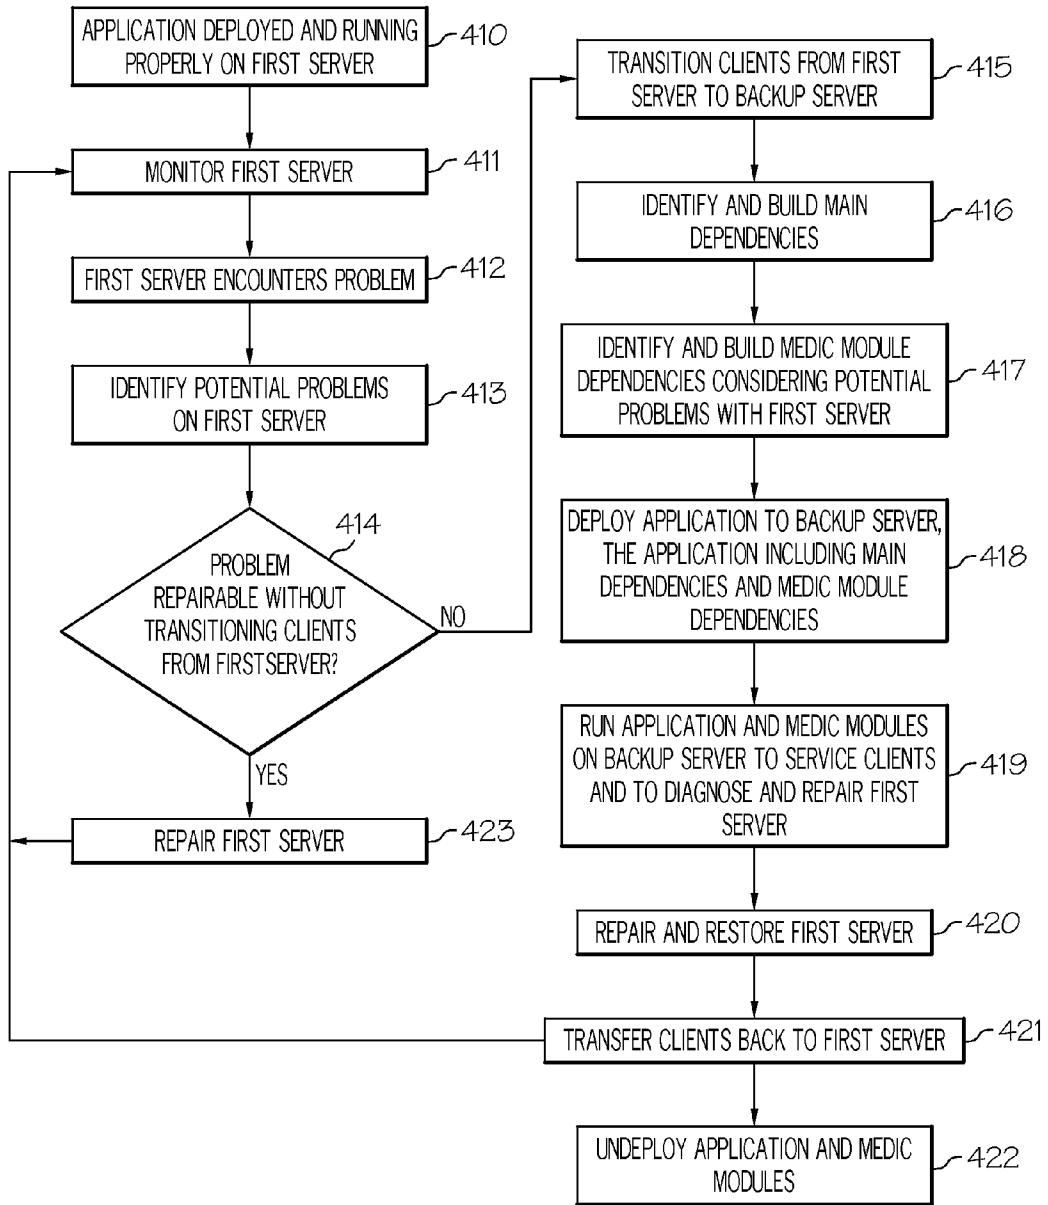 APPLICATION DEPLOYED AND RUNNING
PROPERLY ON FIRST SERVER
410
MONITOR FIRST SERVER
411
FIRST SERVER ENCOUNTERS PROBLEM
412
IDENTIFY POTENTIAL PROBLEMS
ON FIRST SERVER
413
414
PROBLEM
REPAIRABLE WITHOUT
TRANSITIONING CLIENTS
FROM FIRSTSERVER?
NO
YES
REPAIR FIRST SERVER
423
TRANSITION CLIENTS FROM FIRST
SERVER TO BACKUP SERVER
415
IDENTIFY AND BUILD MAIN
DEPENDENCIES
416
IDENTIFY AND BUILD MEDIC MODULE
DEPENDENCIES CONSIDERING POTENTIAL
PROBLEMS WITH FIRST SERVER
417
DEPLOY APPLICATION TO BACKUP SERVER,
THE APPLICATION INCLUDING MAIN
DEPENDENCIES AND MEDIC MODULE
DEPENDENCIES
418
RUN APPLICATION AND MEDIC MODULES
ON BACKUP SERVER TO SERVICE CLIENTS
AND TO DIAGNOSE AND REPAIR FIRST
SERVER
419
REPAIR AND RESTORE FIRST SERVER
420
TRANSFER CLIENTS BACK TO FIRST SERVER
421
UNDEPLOY APPLICATION AND MEDIC
MODULES
422